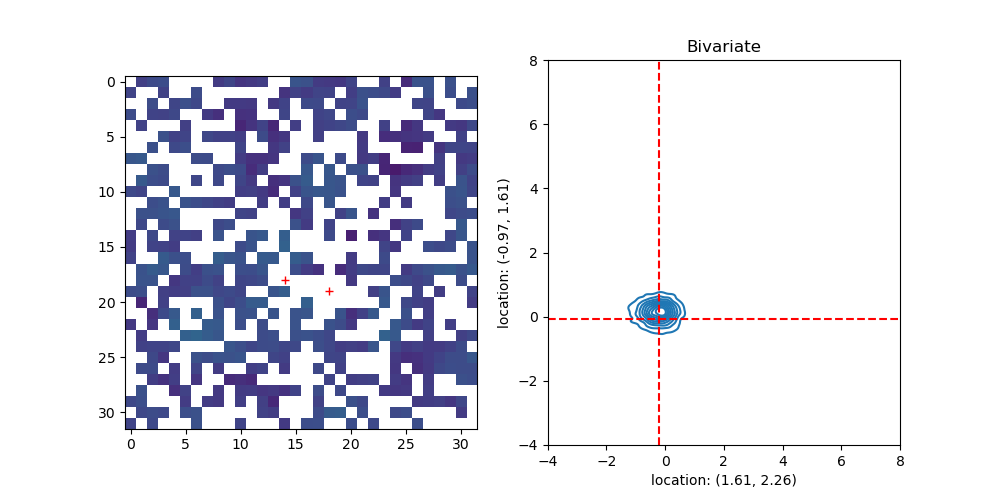 Bivariate
0
5
10
15
20
25
30
0 5 10 15 20 25 30
8
6
4
2
0
−2
−4
−4 −2 0 2 4 6 8
location: (-0.97, 1.61)
location: (1.61, 2.26)